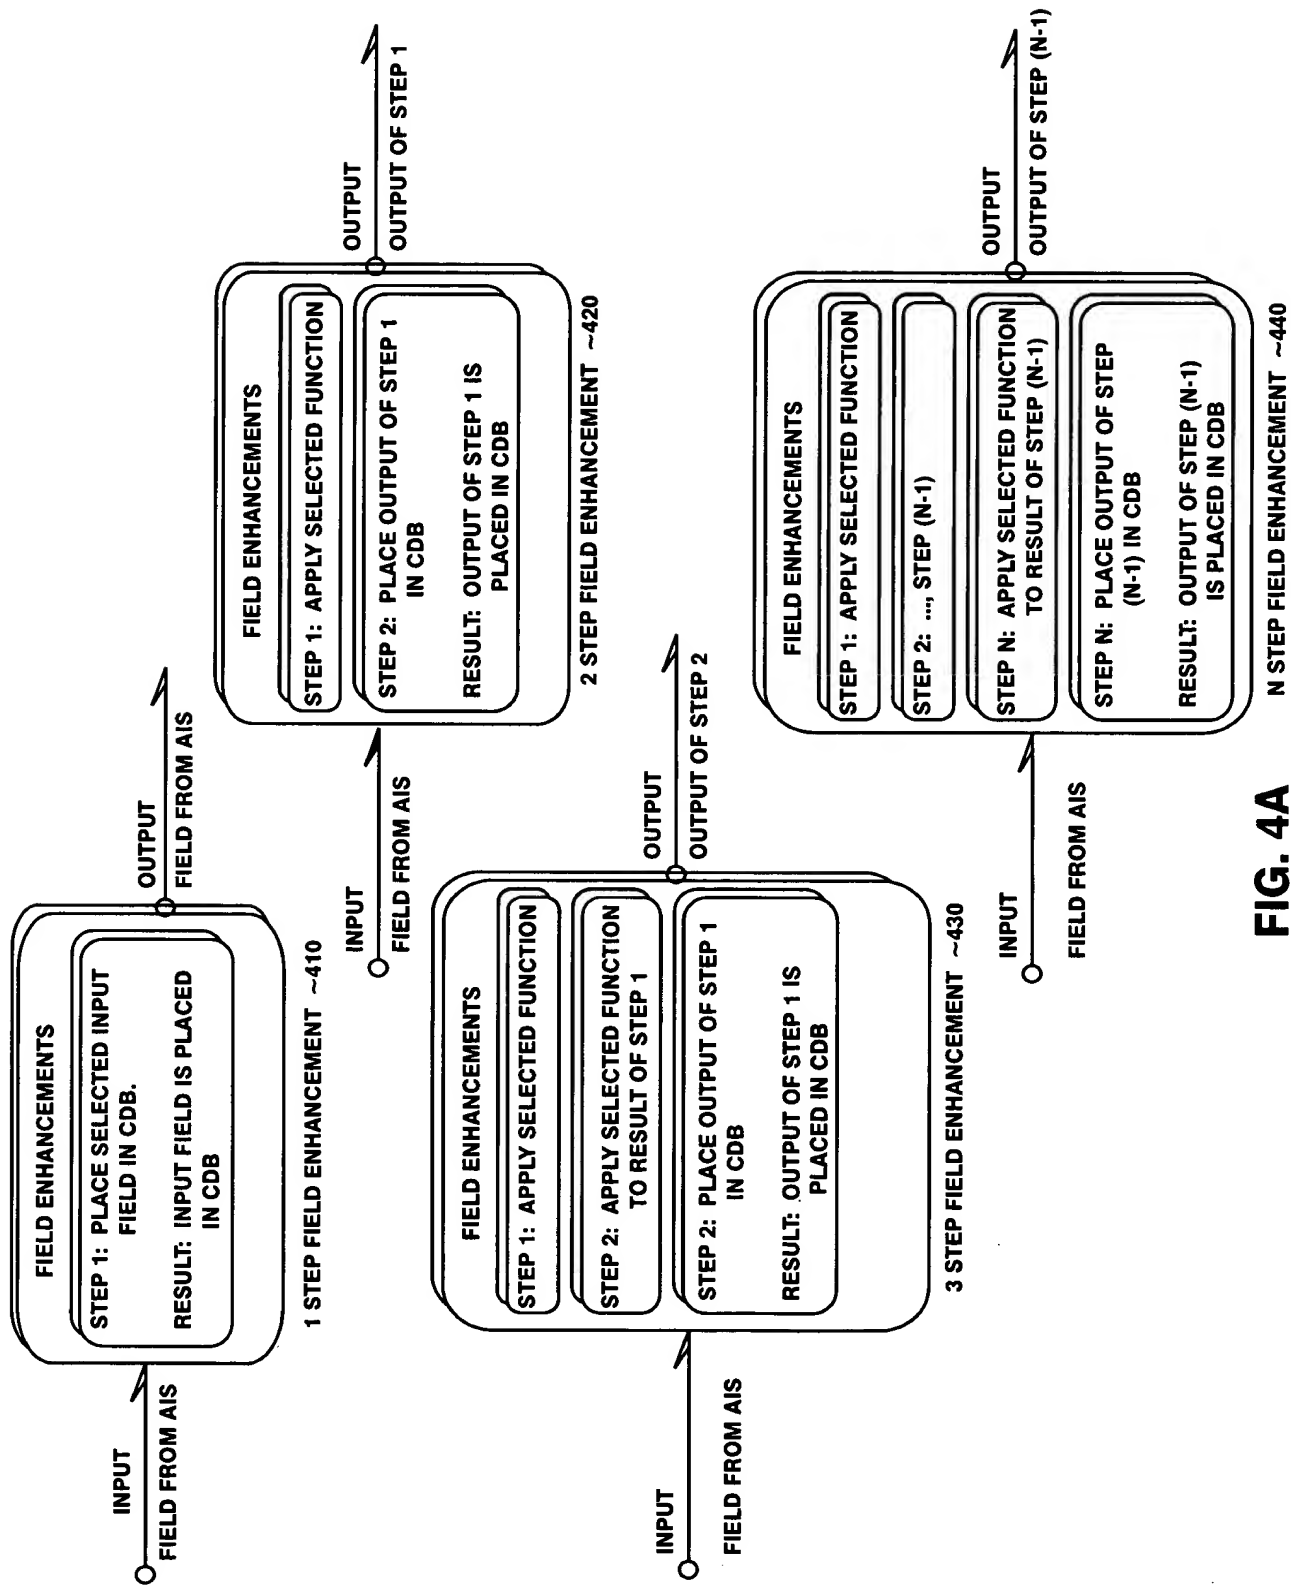 INPUT
FIELD FROM AIS
FIELD ENHANCEMENTS
STEP 1: PLACE SELECTED INPUT
FIELD IN CDB.
RESULT: INPUT FIELD IS PLACED
IN CDB
OUTPUT
FIELD FROM AIS
1 STEP FIELD ENHANCEMENT ~410
INPUT
FIELD FROM AIS
FIELD ENHANCEMENTS
STEP 1: APPLY SELECTED FUNCTION
STEP 2: PLACE OUTPUT OF STEP 1
IN CDB
RESULT: OUTPUT OF STEP 1 IS
PLACED IN CDB
OUTPUT
OUTPUT OF STEP 1
2 STEP FIELD ENHANCEMENT ~420
INPUT
FIELD FROM AIS
FIELD ENHANCEMENTS
STEP 1: APPLY SELECTED FUNCTION
STEP 2: APPLY SELECTED FUNCTION
TO RESULT OF STEP 1
STEP 2: PLACE OUTPUT OF STEP 1
IN CDB
RESULT: OUTPUT OF STEP 1 IS
PLACED IN CDB
OUTPUT
OUTPUT OF STEP 2
3 STEP FIELD ENHANCEMENT ~430
INPUT
FIELD FROM AIS
FIELD ENHANCEMENTS
STEP 1: APPLY SELECTED FUNCTION
STEP 2: ..., STEP (N-1)
STEP N: APPLY SELECTED FUNCTION
TO RESULT OF STEP (N-1)
STEP N: PLACE OUTPUT OF STEP
(N-1) IN CDB
RESULT: OUTPUT OF STEP (N-1)
IS PLACED IN CDB
OUTPUT
OUTPUT OF STEP (N-1)
N STEP FIELD ENHANCEMENT ~440
FIG. 4A